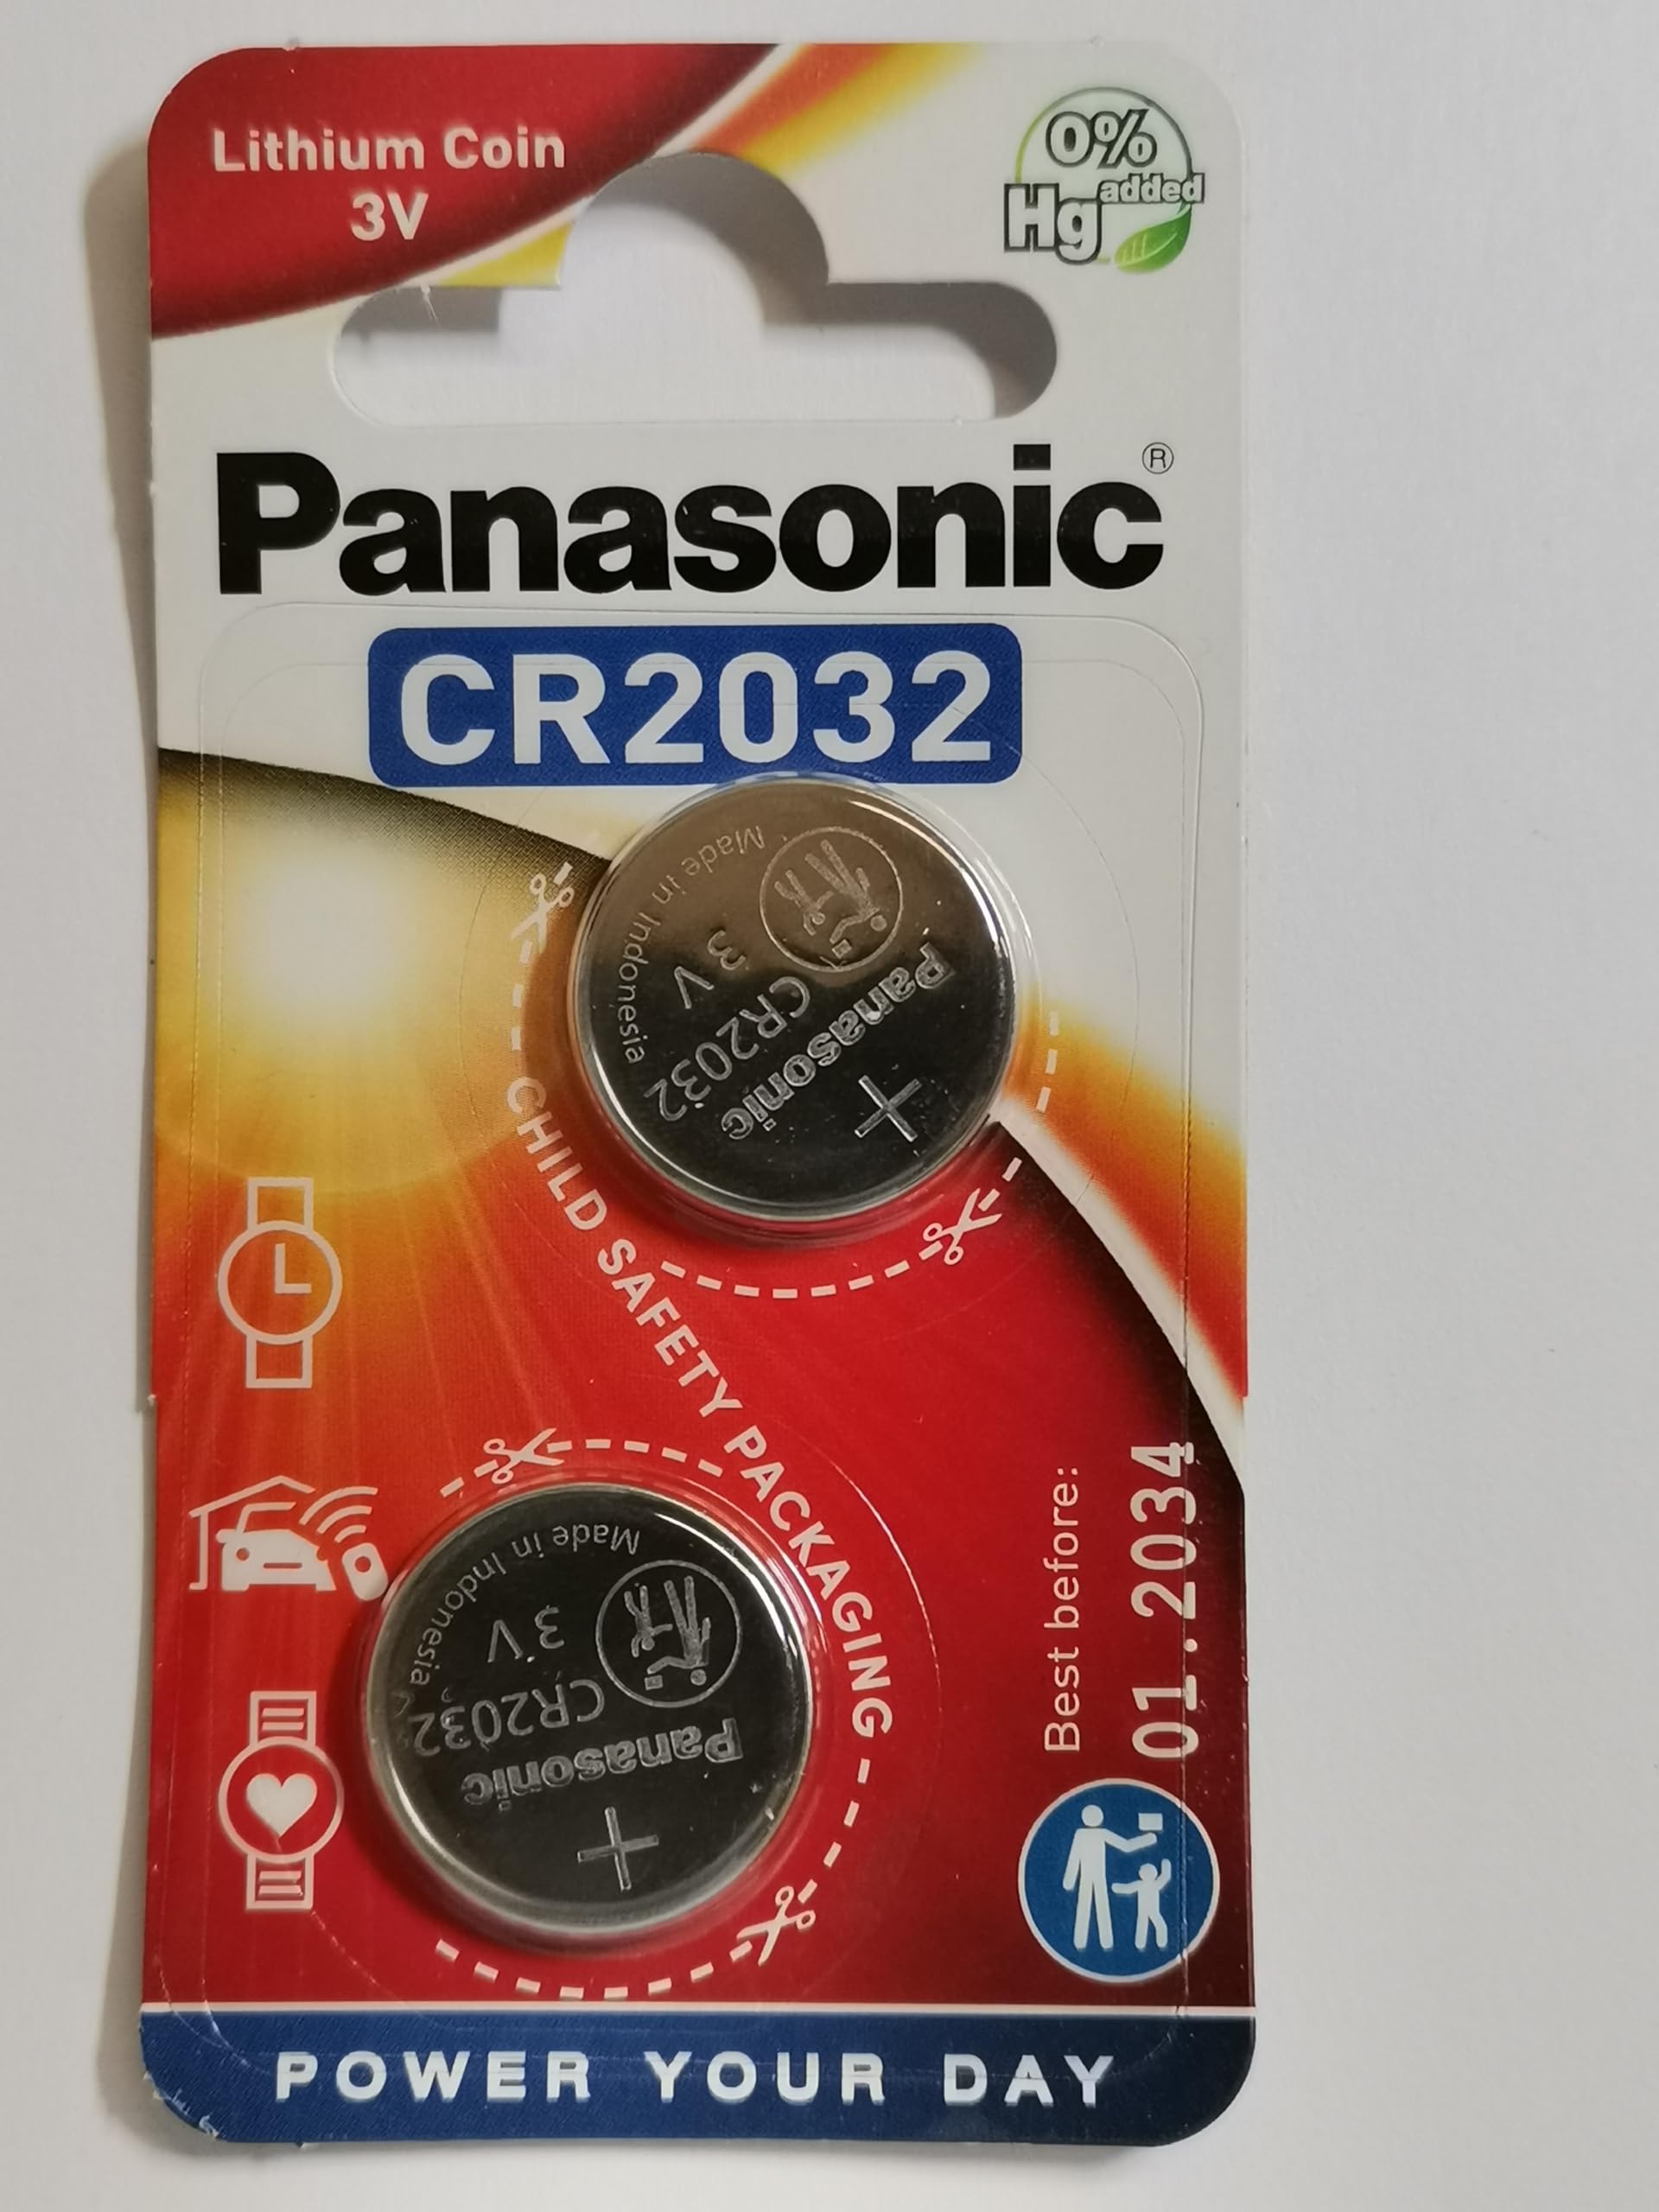 Lithium Coin
3V
0%
Hg added
Panasonic®
CR2032
Made in Indonesia
3V
CR2032
Panasonic
+
CHILD SAFETY PACKAGING
Made in Indonesia
3V
CR2032
Panasonic
+
Best before:
01.2034
POWER YOUR DAY